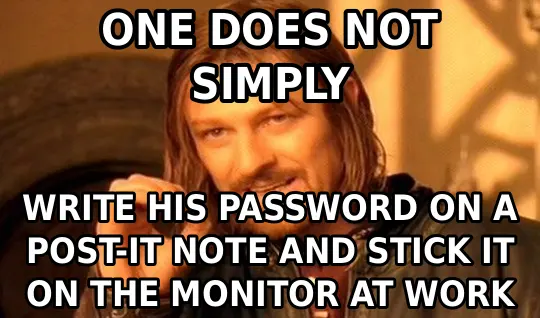 ONE DOES NOT
SIMPLY
WRITE HIS PASSWORD ON A
POST-IT NOTE AND STICK IT
ON THE MONITOR AT WORK